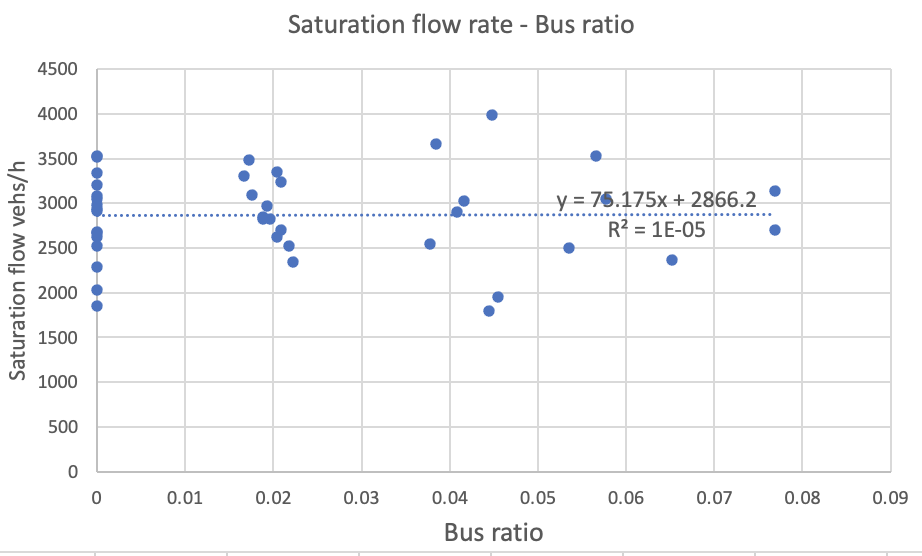 Saturation flow rate - Bus ratio
4500
4000
3500
3000
2500
2000
1500
1000
500
0
Saturation flow vehs/h
y = 75.175x + 2866.2
R² = 1E-05
0 0.01 0.02 0.03 0.04 0.05 0.06 0.07 0.08 0.09
Bus ratio